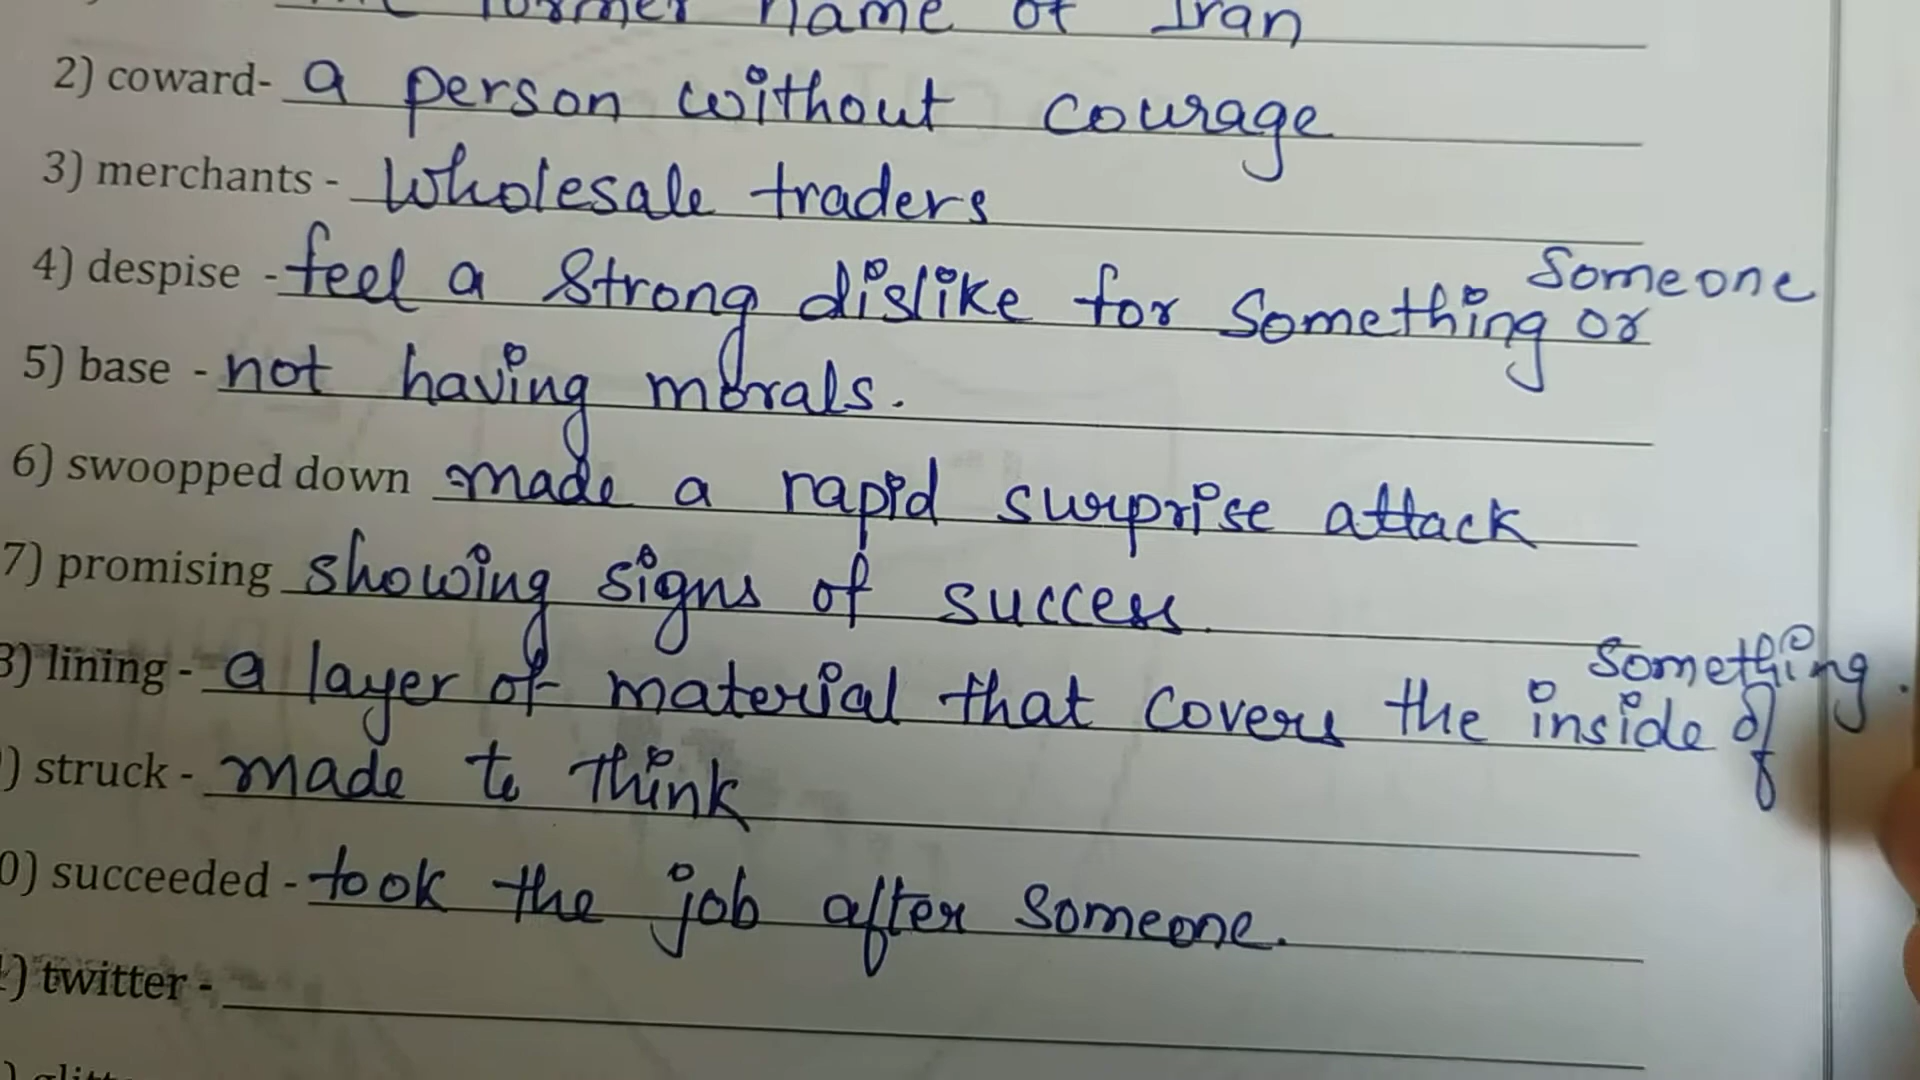 former name of Iran
2) coward- a person without courage
3) merchants - Wholesale traders
someone
4) despise - feel a strong dislike for something or
5) base - not having morals.
6) swoopped down made a rapid surprise attack
7) promising showing signs of success
something.
) lining - a layer of material that covers the inside of
) struck - made to think
0) succeeded - took the job after someone.
) twitter -